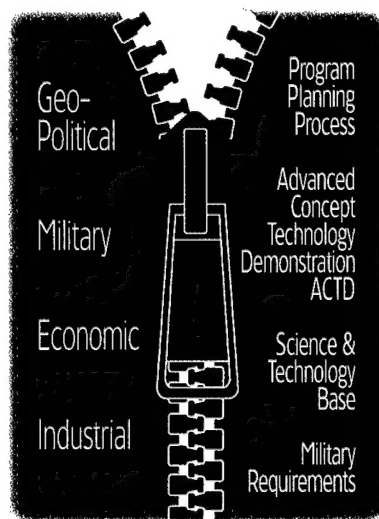 Geo-
Political
Military
Economic
Industrial
Program
Planning
Process
Advanced
Concept
Technology
Demonstration
ACTD
Science &
Technology
Base
Military
Requirements